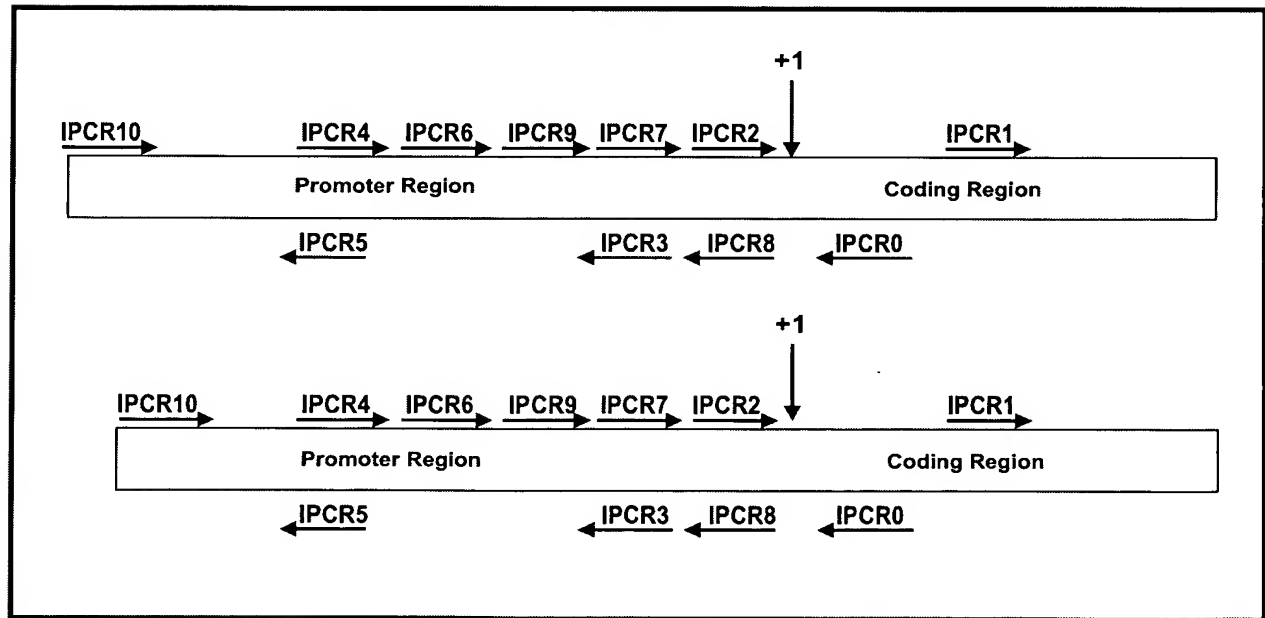 +1
IPCR10 IPCR4 IPCR6 IPCR9 IPCR7 IPCR2 IPCR1
Promoter Region Coding Region
IPCR5 IPCR3 IPCR8 IPCR0
+1
IPCR10 IPCR4 IPCR6 IPCR9 IPCR7 IPCR2 IPCR1
Promoter Region Coding Region
IPCR5 IPCR3 IPCR8 IPCR0